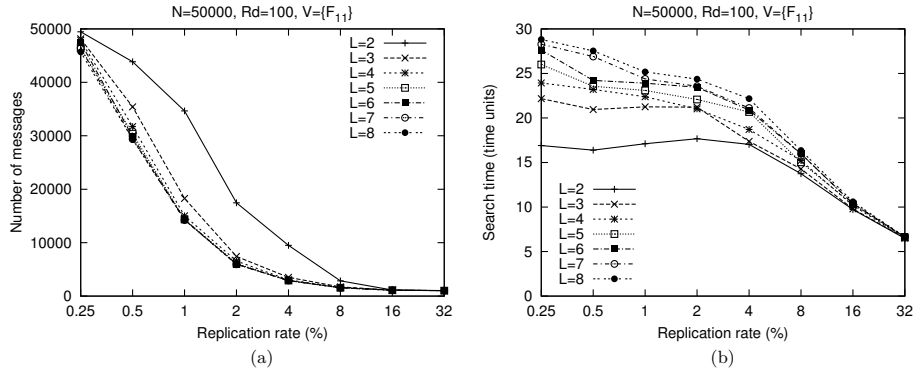 N=50000, Rd=100, V={F₁₁}
50000
40000
30000
20000
10000
0
Number of messages
0.25 0.5 1 2 4 8 16 32
Replication rate (%)
L=2
L=3
L=4
L=5
L=6
L=7
L=8
(a)
N=50000, Rd=100, V={F₁₁}
30
25
20
15
10
5
0
Search time (time units)
0.25 0.5 1 2 4 8 16 32
Replication rate (%)
L=2
L=3
L=4
L=5
L=6
L=7
L=8
(b)